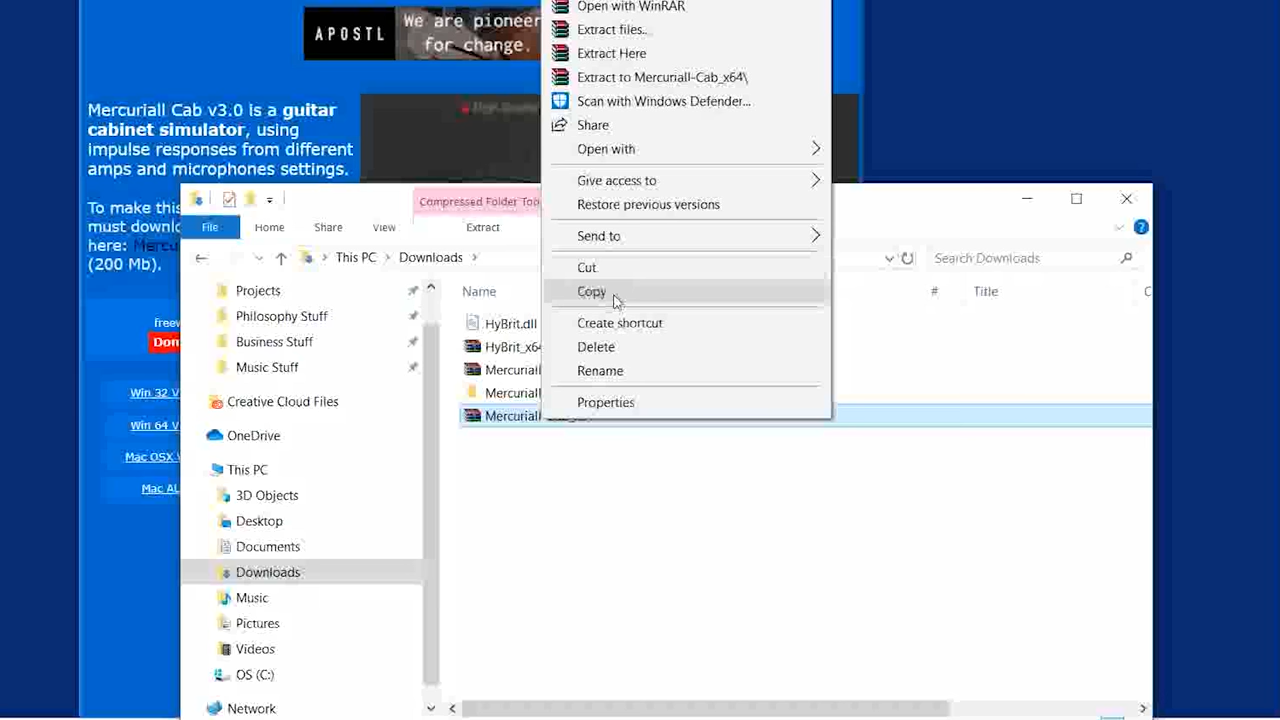 APOSTL
We are pioneer
for change.
Mercuriall Cab v3.0 is a guitar
cabinet simulator, using
impulse responses from different
amps and microphones settings.
To make this
must downlo
here: Mercu
(200 Mb).
freew
Don
Win 32 V
Win 64 V
Mac OSX V
Mac AU
Open with WinRAR
Extract files..
Extract Here
Extract to Mercuriall-Cab_x64\
Scan with Windows Defender...
Share
Open with
Give access to
Restore previous versions
Send to
Cut
Copy
Create shortcut
Delete
Rename
Properties
Compressed Folder Too
File
Home
Share
View
Extract
This PC
Downloads
Search Downloads
Projects
Philosophy Stuff
Business Stuff
Music Stuff
Creative Cloud Files
OneDrive
This PC
3D Objects
Desktop
Documents
Downloads
Music
Pictures
Videos
OS (C:)
Network
Name
#
Title
C
HyBrit.dll
HyBrit_x64
Mercuriall
Mercuriall
Mercuriall